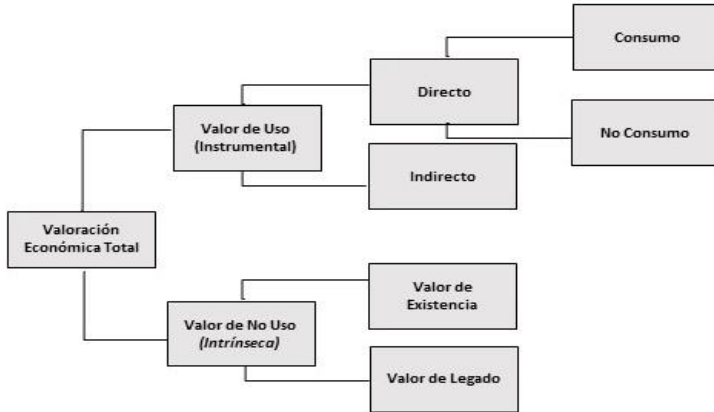 Consumo
Directo
Valor de Uso
(Instrumental)
No Consumo
Indirecto
Valoración
Económica Total
Valor de
Existencia
Valor de No Uso
(Intrínseca)
Valor de Legado